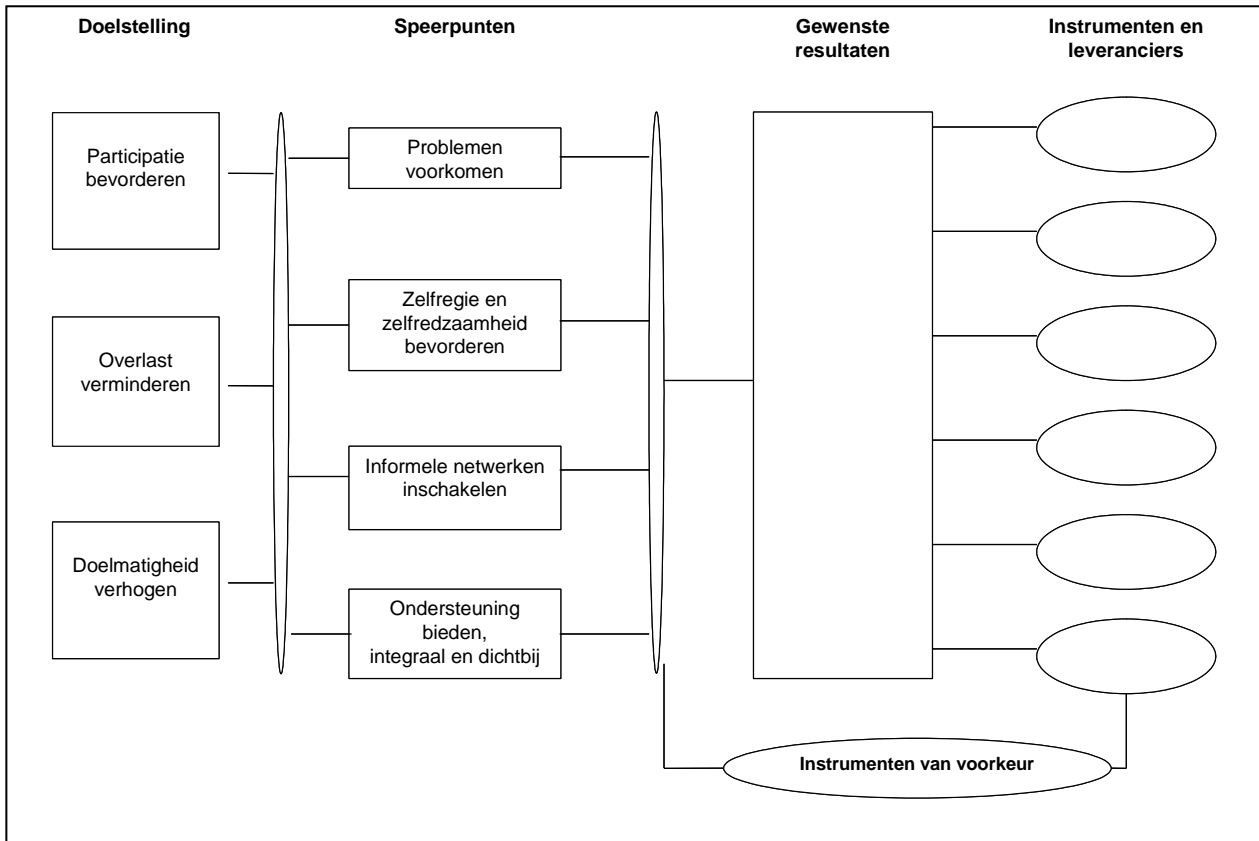 Doelstelling
Speerpunten
Gewenste
resultaten
Instrumenten en
leveranciers
Participatie
bevorderen
Overlast
verminderen
Doelmatigheid
verhogen
Problemen
voorkomen
Zelfregie en
zelfredzaamheid
bevorderen
Informele netwerken
inschakelen
Ondersteuning
bieden,
integraal en dichtbij
Instrumenten van voorkeur